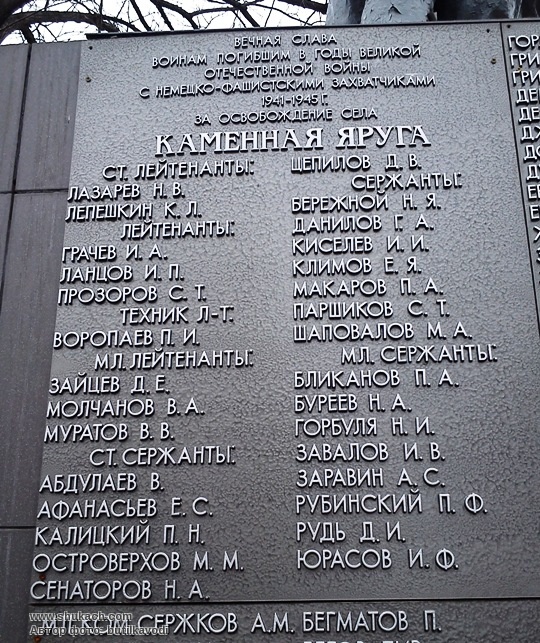 ВЕЧНАЯ СЛАВА
ВОИНАМ ПОГИБШИМ В ГОДЫ ВЕЛИКОЙ
ОТЕЧЕСТВЕННОЙ ВОЙНЫ
С НЕМЕЦКО-ФАШИСТСКИМИ ЗАХВАТЧИКАМИ
1941-1945 Г.
ЗА ОСВОБОЖДЕНИЕ СЕЛА
КАМЕННАЯ ЯРУГА
СТ. ЛЕЙТЕНАНТЫ:
ЛАЗАРЕВ Н. В.
ЛЕПЕШКИН К. Л.
ЛЕЙТЕНАНТЫ:
ГРАЧЕВ И. А.
ЛАНЦОВ И. П.
ПРОЗОРОВ С. Т.
ТЕХНИК Л-Т:
ВОРОПАЕВ П. И.
МЛ. ЛЕЙТЕНАНТЫ:
ЗАЙЦЕВ Д. Е.
МОЛЧАНОВ В. А.
МУРАТОВ В. В.
СТ. СЕРЖАНТЫ:
АБДУЛАЕВ В.
АФАНАСЬЕВ Е. С.
КАЛИЦКИЙ П. Н.
ОСТРОВЕРХОВ М. М.
СЕНАТОРОВ Н. А.
ЩЕПИЛОВ Д. В.
СЕРЖАНТЫ:
БЕРЕЖНОЙ Н. Я.
ДАНИЛОВ Г. А.
КИСЕЛЕВ И. И.
КЛИМОВ Е. Я.
МАКАРОВ П. А.
ПАРШИКОВ С. Т.
ШАПОВАЛОВ М. А.
МЛ. СЕРЖАНТЫ:
БЛИКАНОВ П. А.
БУРЕЕВ Н. А.
ГОРБУЛЯ Н. И.
ЗАВАЛОВ И. В.
ЗАРАВИН А. С.
РУБИНСКИЙ П. Ф.
РУДЬ Д. И.
ЮРАСОВ И. Ф.
СЕРЖКОВ А.М.
БЕГМАТОВ П.
www.shukach.com
Автор фото: buffikavodi